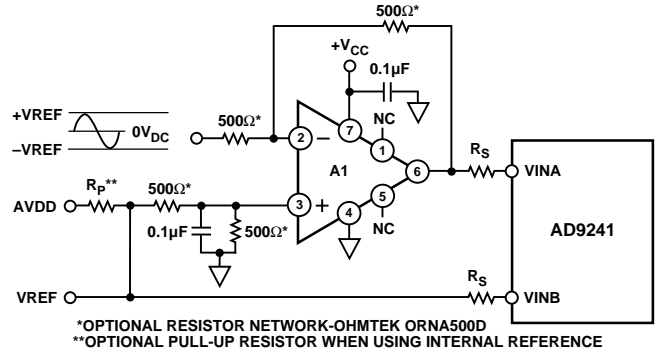 500Ω*
+VCC
0.1µF
+VREF
0VDC
–VREF
500Ω*
NC
2
–
7
1
RS
VINA
A1
6
RP**
500Ω*
AVDD
3
+
5
AD9241
0.1µF
500Ω*
4
NC
RS
VREF
VINB
*OPTIONAL RESISTOR NETWORK-OHMTEK ORNA500D
**OPTIONAL PULL-UP RESISTOR WHEN USING INTERNAL REFERENCE